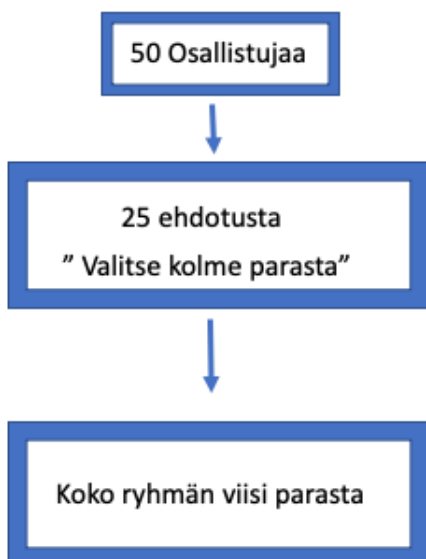 50 Osallistujaa
25 ehdotusta
” Valitse kolme parasta”
Koko ryhmän viisi parasta